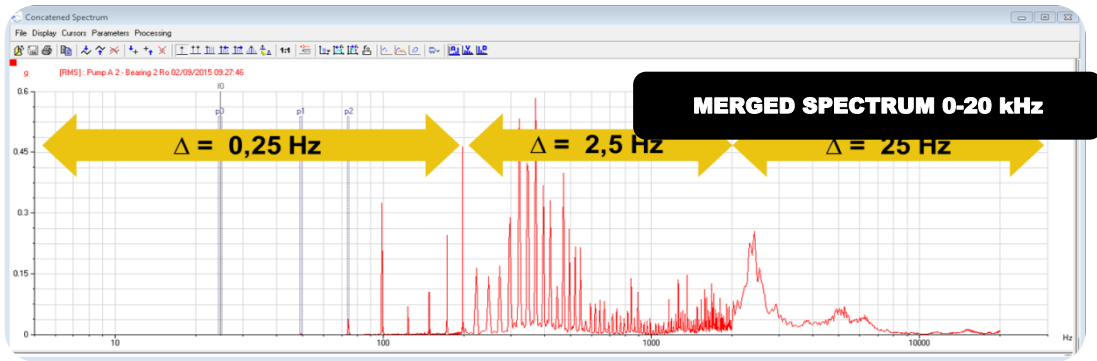 Concatened Spectrum
File Display Cursors Parameters Processing
1:1
g [RMS] : Pump A 2 - Bearing 2 Ro 02/09/2015 09:27:46
MERGED SPECTRUM 0-20 kHz
f0
p0 p1 p2
Δ = 0,25 Hz
Δ = 2,5 Hz
Δ = 25 Hz
0.6
0.45
0.3
0.15
0
10 100 1000 10000 Hz